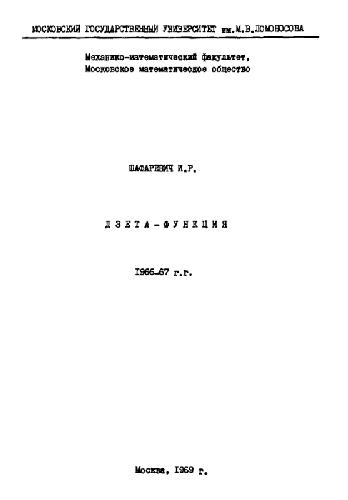 МОСКОВСКИЙ ГОСУДАРСТВЕННЫЙ УНИВЕРСИТЕТ им.М.В.ЛОМОНОСОВА
Механико-математический факультет,
Московское математическое общество
ШАФАРЕВИЧ И.Р.
ДЗЕТА-ФУНКЦИЯ
1966-67 г.г.
Москва, 1969 г.